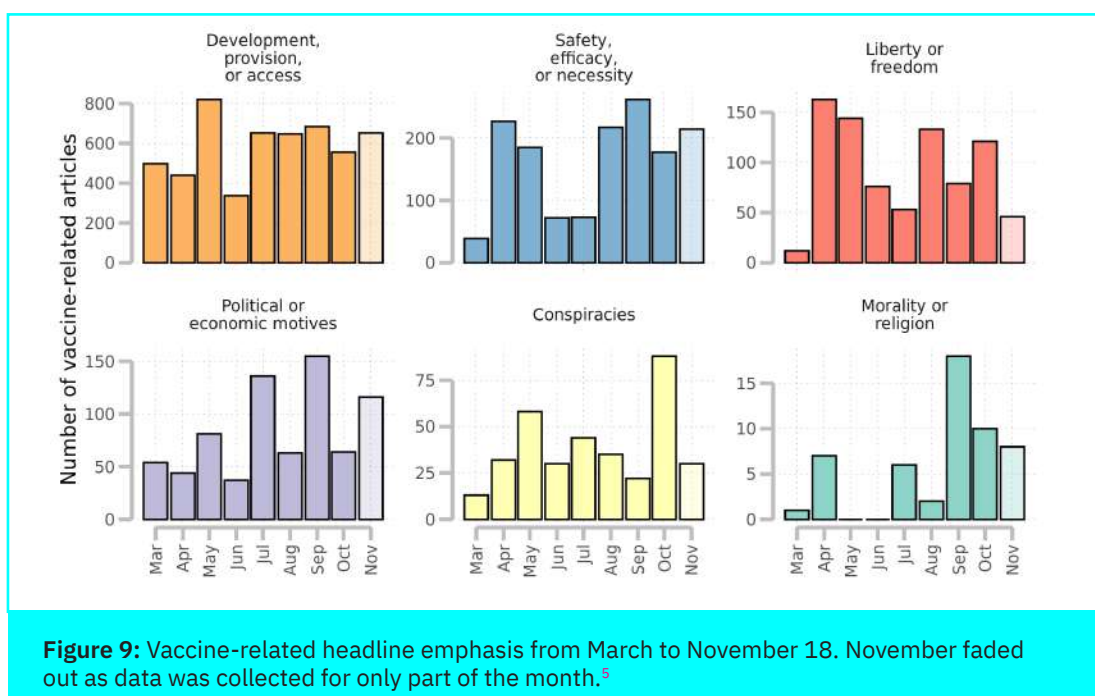 Development,
provision,
or access
Safety,
efficacy,
or necessity
Liberty or
freedom
Number of vaccine-related articles
800
600
400
200
0
200
100
0
150
100
50
0
Political or
economic motives
Conspiracies
Morality or
religion
150
100
50
0
75
50
25
0
15
10
5
0
Mar Apr May Jun Jul Aug Sep Oct Nov
Mar Apr May Jun Jul Aug Sep Oct Nov
Mar Apr May Jun Jul Aug Sep Oct Nov
Figure 9: Vaccine-related headline emphasis from March to November 18. November faded
out as data was collected for only part of the month.5